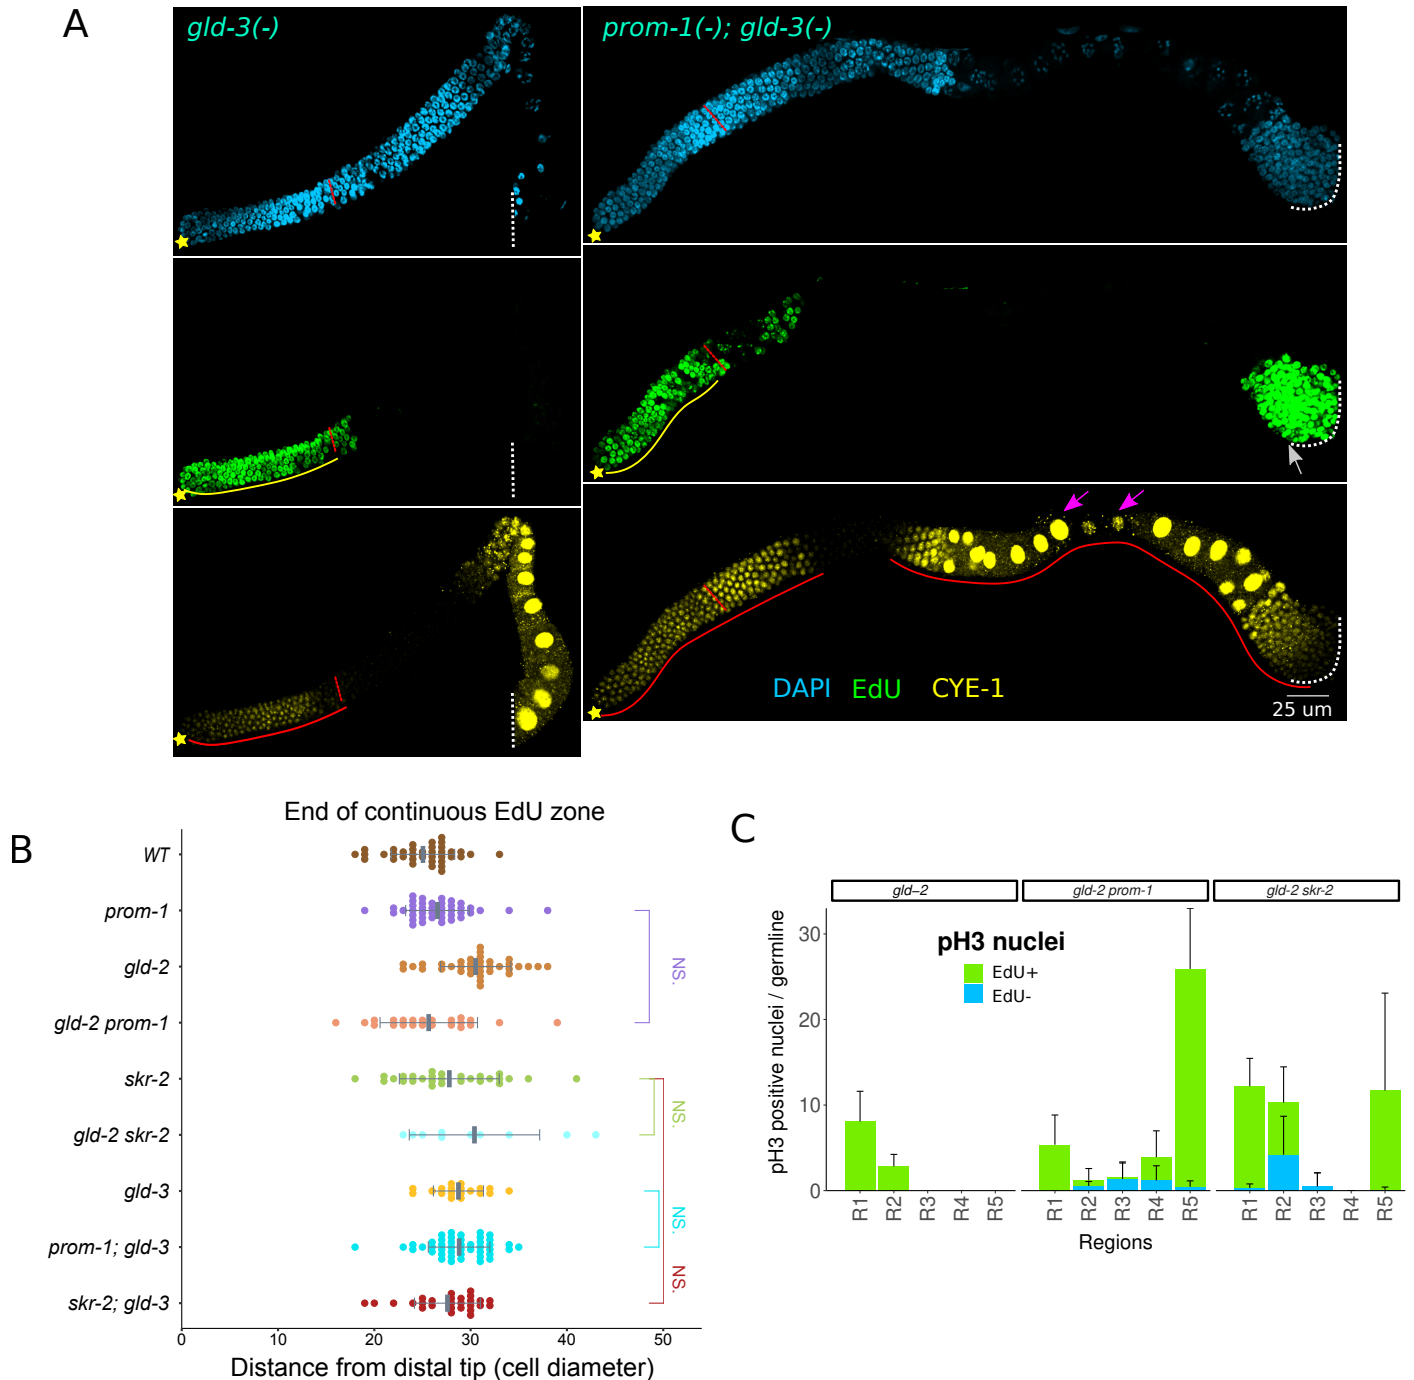 A
gld-3(-)
prom-1(-); gld-3(-)
DAPI EdU CYE-1
25 um
B
End of continuous EdU zone
WT
prom-1
gld-2
gld-2 prom-1
skr-2
gld-2 skr-2
gld-3
prom-1; gld-3
skr-2; gld-3
NS.
NS.
NS.
NS.
0 10 20 30 40 50
Distance from distal tip (cell diameter)
C
gld–2 gld-2 prom-1 gld-2 skr-2
pH3 nuclei
EdU+
EdU-
pH3 positive nuclei / germline
30
20
10
0
R1 R2 R3 R4 R5 R1 R2 R3 R4 R5 R1 R2 R3 R4 R5
Regions